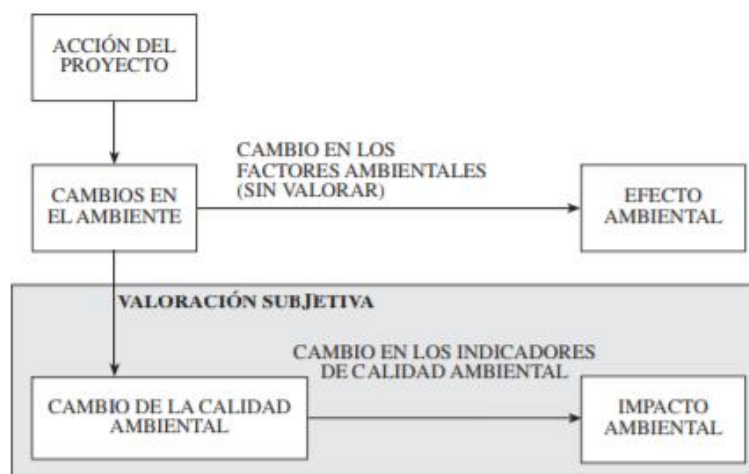 ACCIÓN DEL
PROYECTO
CAMBIO EN LOS
FACTORES AMBIENTALES
(SIN VALORAR)
CAMBIOS EN
EL AMBIENTE
EFECTO
AMBIENTAL
VALORACIÓN SUBJETIVA
CAMBIO EN LOS INDICADORES
DE CALIDAD AMBIENTAL
CAMBIO DE LA CALIDAD
AMBIENTAL
IMPACTO
AMBIENTAL